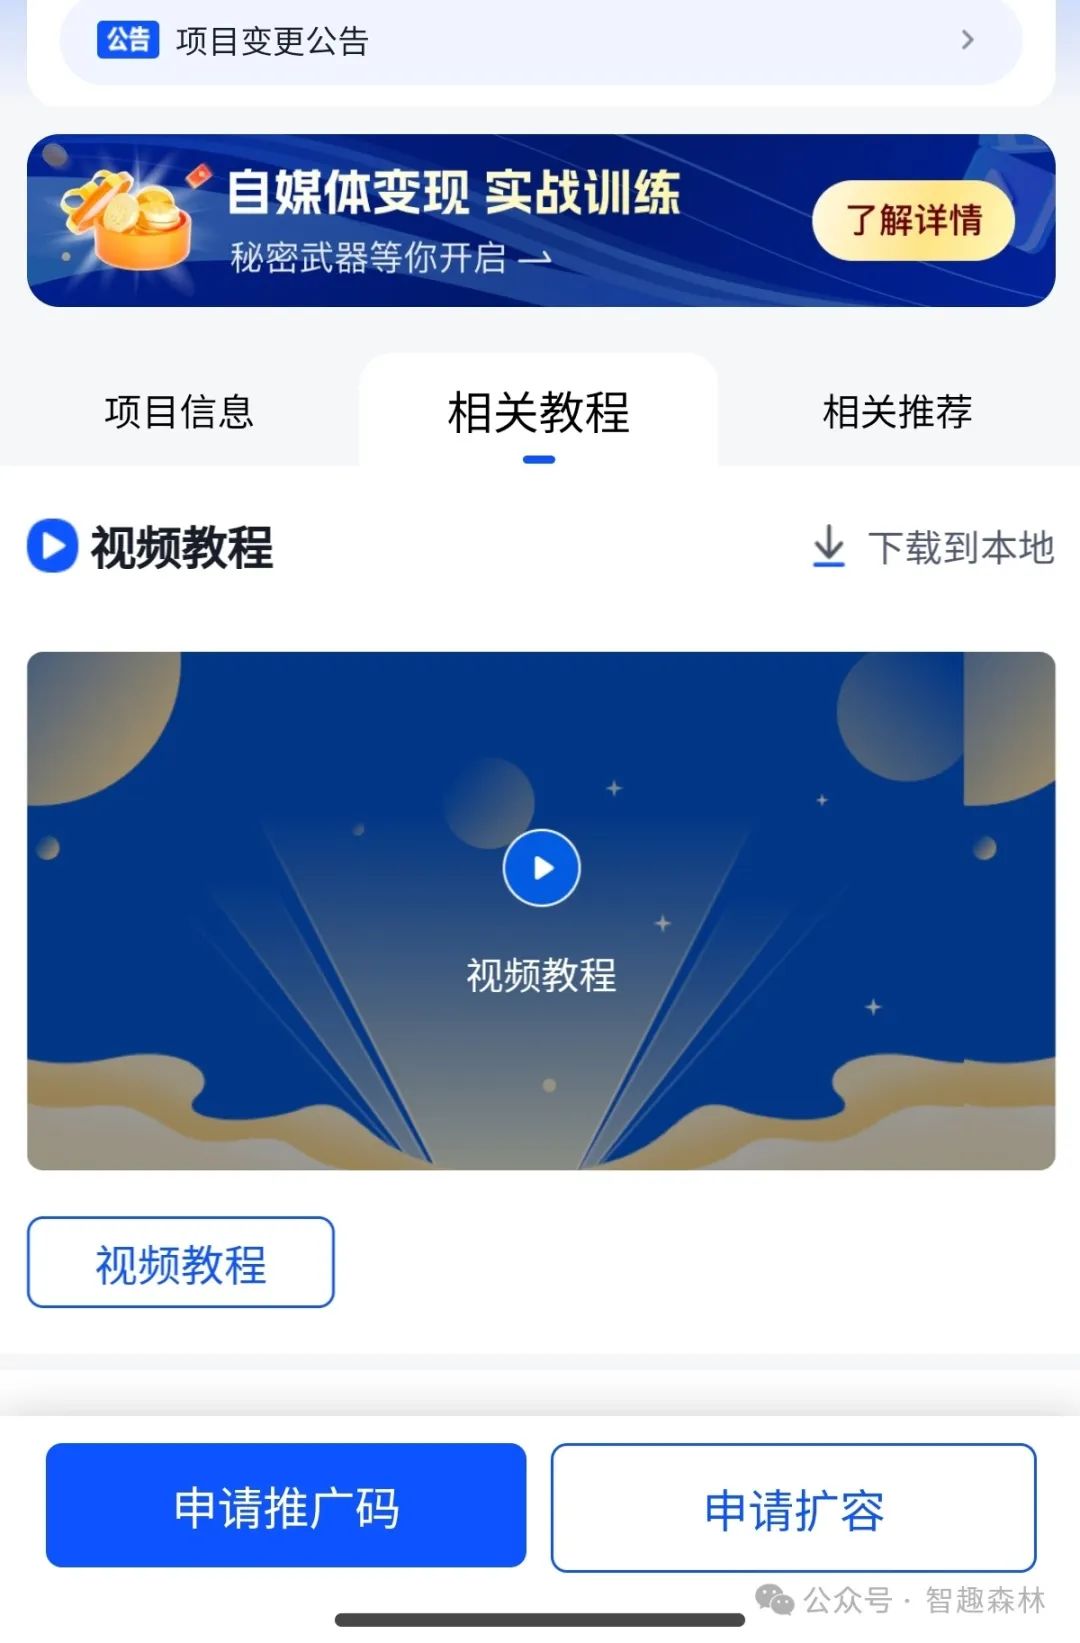 公告 项目变更公告
自媒体变现 实战训练
秘密武器等你开启
了解详情
项目信息 相关教程 相关推荐
视频教程 下载到本地
视频教程
视频教程
申请推广码 申请扩容
公众号 · 智趣森林